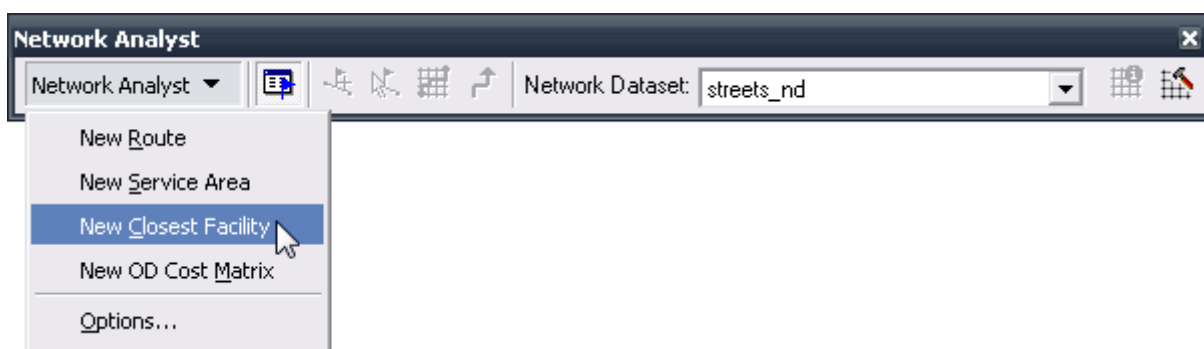 Network Analyst
Network Analyst Network Dataset: streets_nd
New Route
New Service Area
New Closest Facility
New OD Cost Matrix
Options...